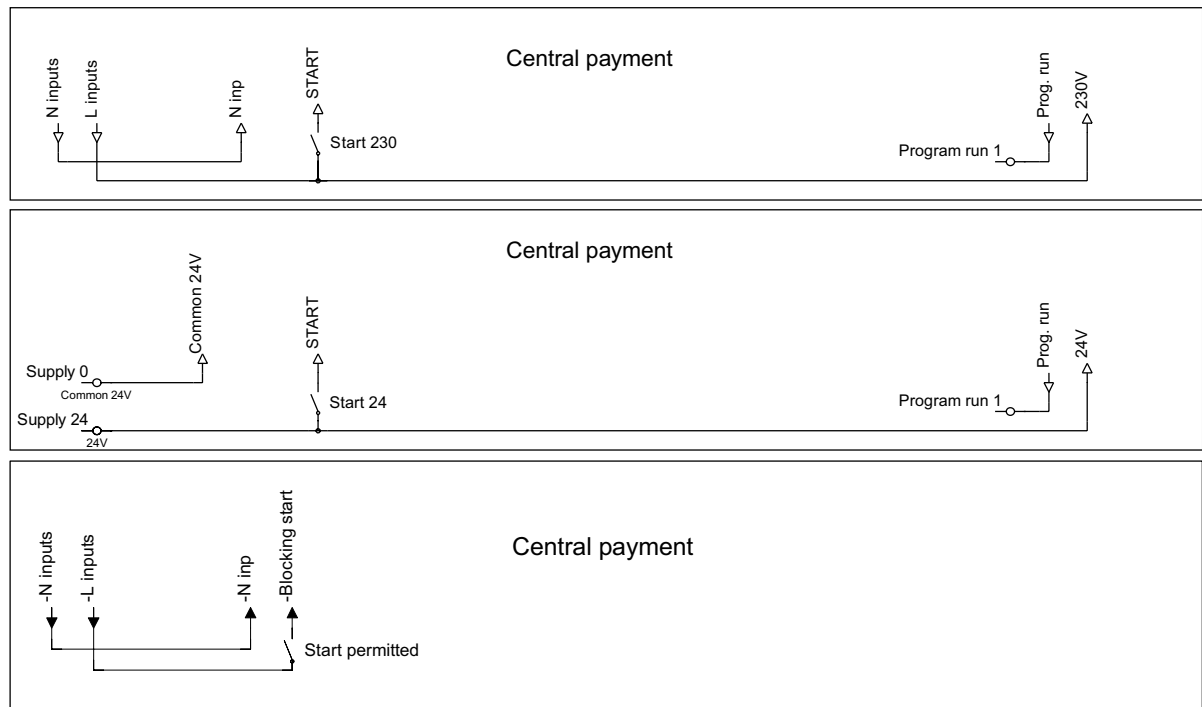 Central payment
N inputs
L inputs
N inp
START
Start 230
Program run 1
Prog. run
230V
Central payment
Supply 0
Common 24V
Common 24V
Supply 24
24V
START
Start 24
Program run 1
Prog. run
24V
Central payment
-N inputs
-L inputs
-N inp
-Blocking start
Start permitted